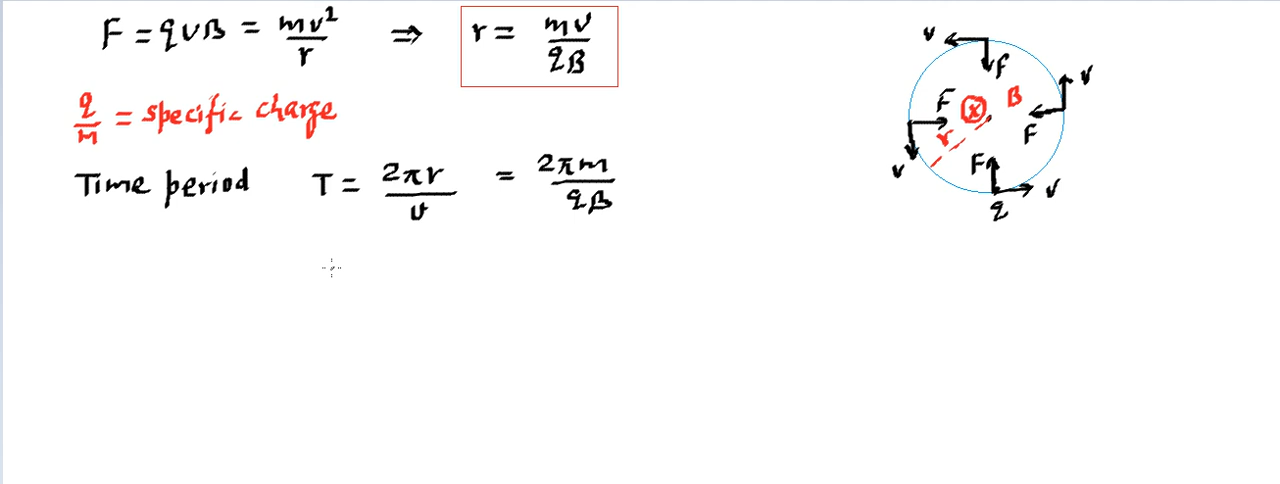 F = qvB = mv²/r ⇒ r = mv/qB
q/m = specific charge
Time period T = 2πr/v = 2πm/qB
v
F
v
B
F
F
r
F
v
v
q